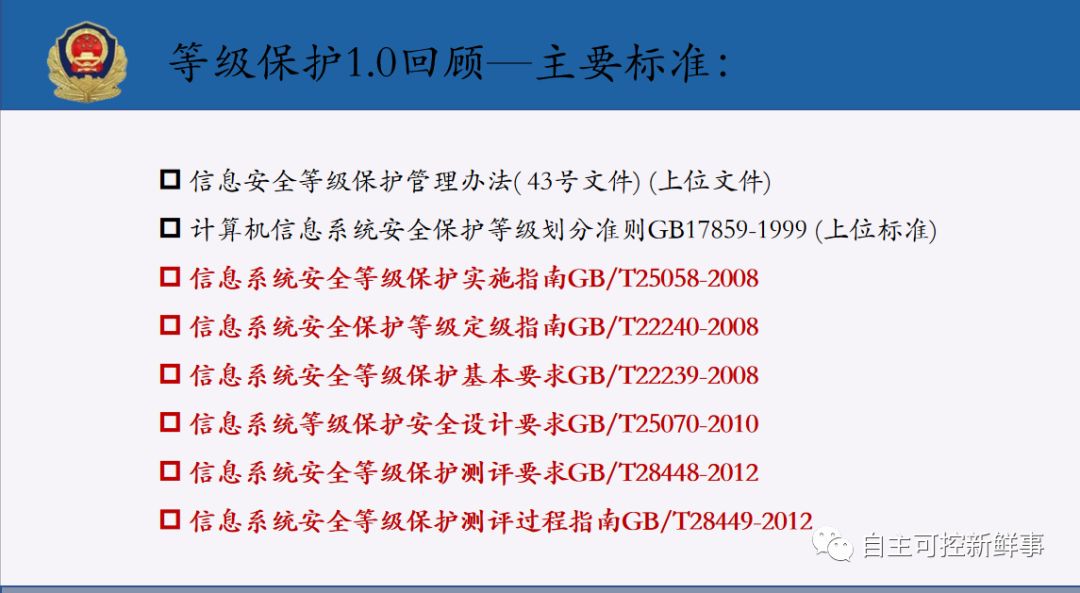 等级保护1.0回顾—主要标准：
信息安全等级保护管理办法( 43号文件) (上位文件)
计算机信息系统安全保护等级划分准则GB17859-1999 (上位标准)
信息系统安全等级保护实施指南GB/T25058-2008
信息系统安全保护等级定级指南GB/T22240-2008
信息系统安全等级保护基本要求GB/T22239-2008
信息系统等级保护安全设计要求GB/T25070-2010
信息系统安全等级保护测评要求GB/T28448-2012
信息系统安全等级保护测评过程指南GB/T28449-2012
自主可控新鲜事